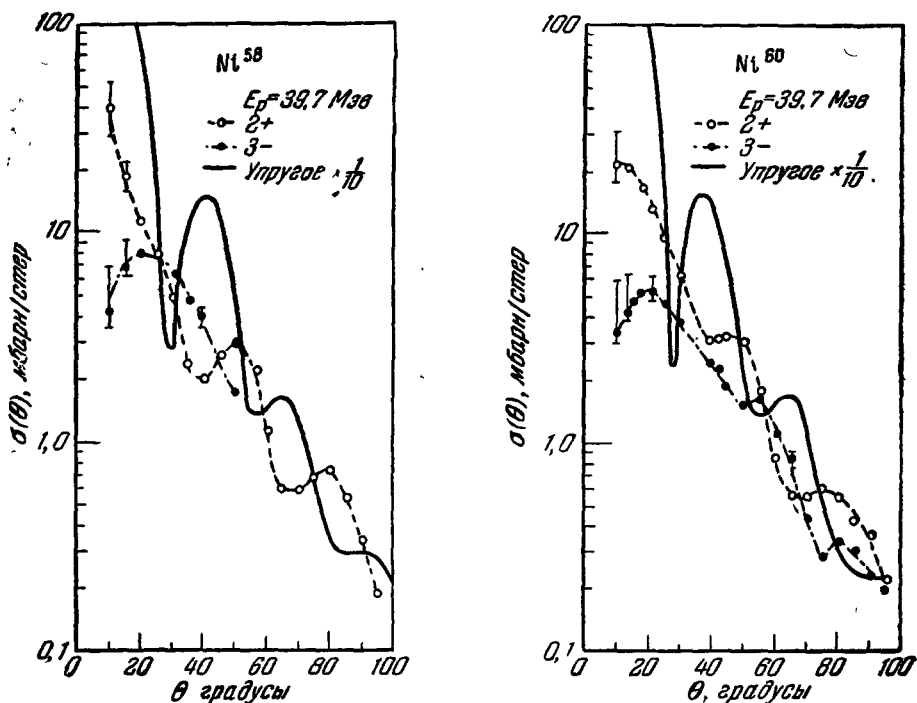 100
10
1,0
0,1
σ(θ), мбарн/стер
Ni⁵⁸
Eр=39,7 Мэв
2+
3−
Упругое × 1/10
0 20 40 60 80 100
θ градусы
100
10
1,0
0,1
σ(θ), мбарн/стер
Ni⁶⁰
Eр=39,7 Мэв
2+
3−
Упругое × 1/10
0 20 40 60 80 100
θ, градусы